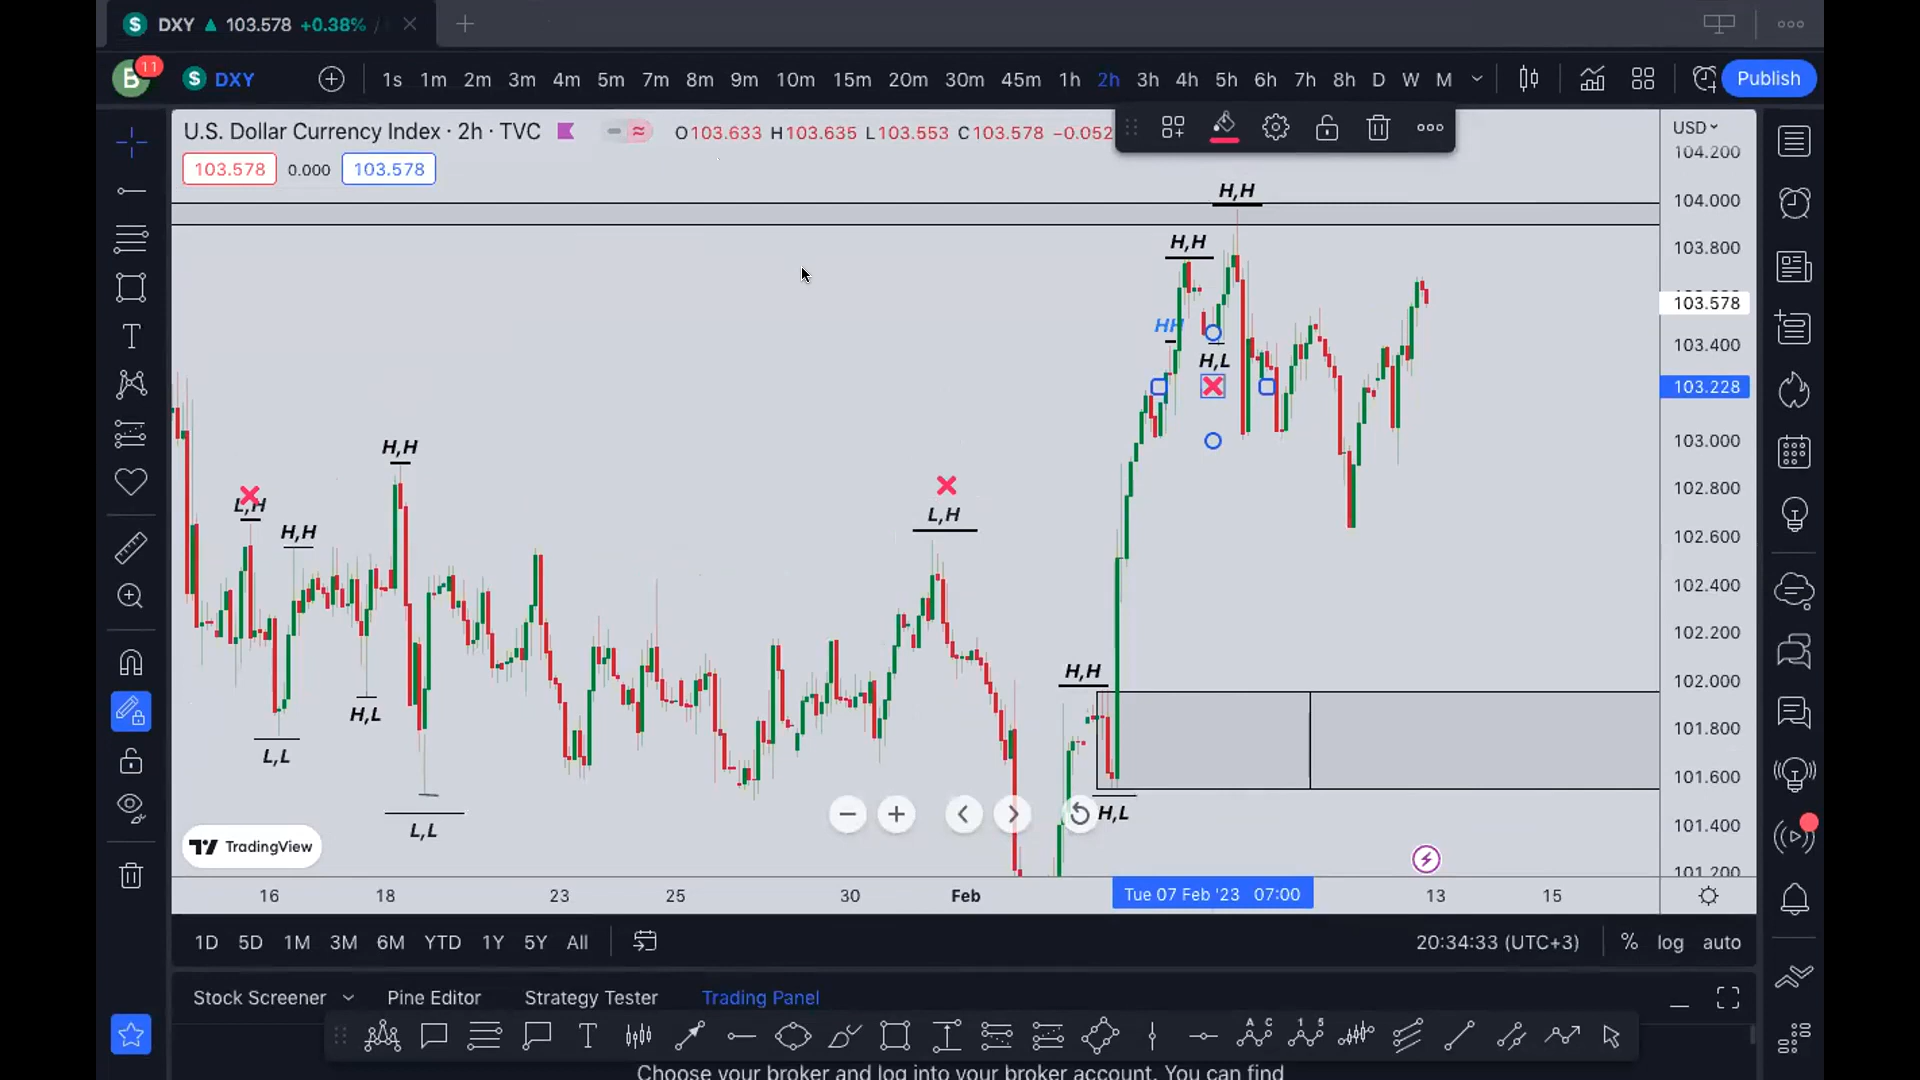 DXY ▲ 103.578 +0.38% /
B 11 DXY 1s 1m 2m 3m 4m 5m 7m 8m 9m 10m 15m 20m 30m 45m 1h 2h 3h 4h 5h 6h 7h 8h D W M Publish
U.S. Dollar Currency Index · 2h · TVC O103.633 H103.635 L103.553 C103.578 −0.052
USD
103.578 0.000 103.578
104.200
H,H
104.000
H,H
103.800
103.578
HH
103.400
H,L
103.228
H,H
103.000
L,H
102.800
L,H
H,H
102.600
102.400
102.200
H,H
102.000
H,L
101.800
L,L
101.600
H,L
L,L
101.400
TradingView
101.200
16 18 23 25 30 Feb Tue 07 Feb '23 07:00 13 15
1D 5D 1M 3M 6M YTD 1Y 5Y All 20:34:33 (UTC+3) % log auto
Stock Screener Pine Editor Strategy Tester Trading Panel
Choose your broker and log into your broker account. You can find